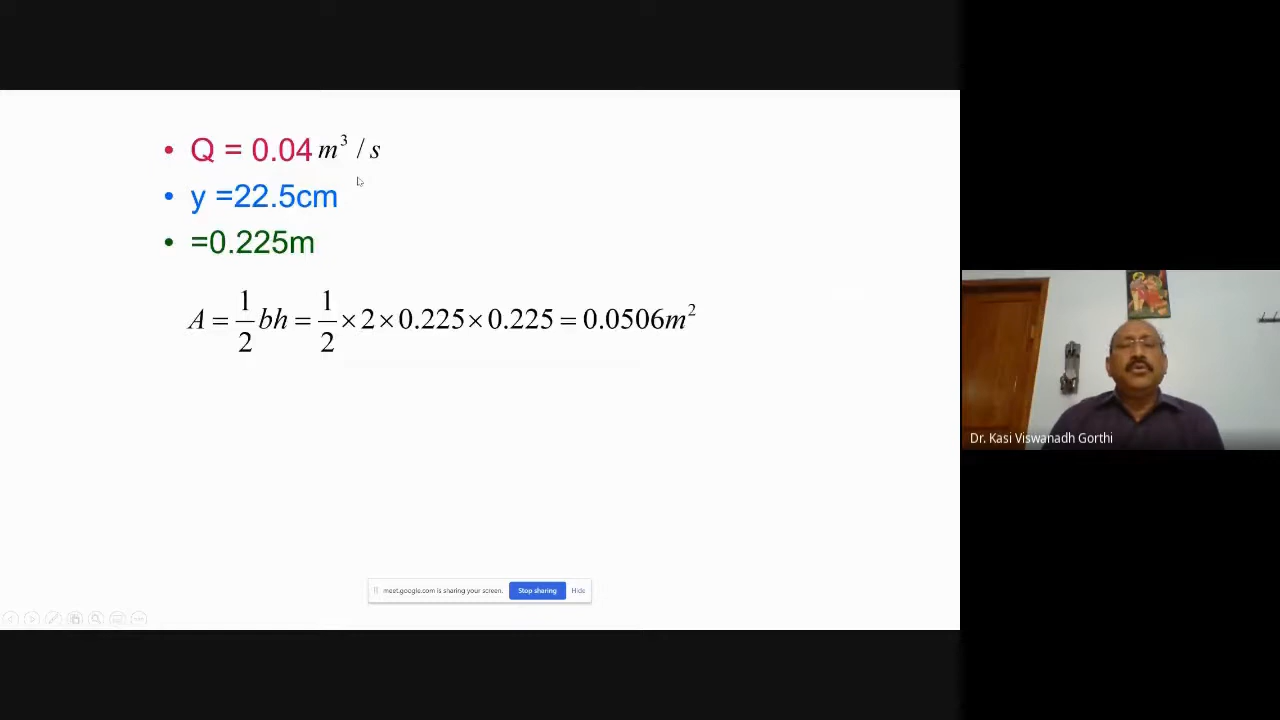 • Q = 0.04 m³ / s
• y =22.5cm
• =0.225m
A = 1/2 bh = 1/2 × 2 × 0.225 × 0.225 = 0.0506m²
Dr. Kasi Viswanadh Gorthi
meet.google.com is sharing your screen. Stop sharing Hide